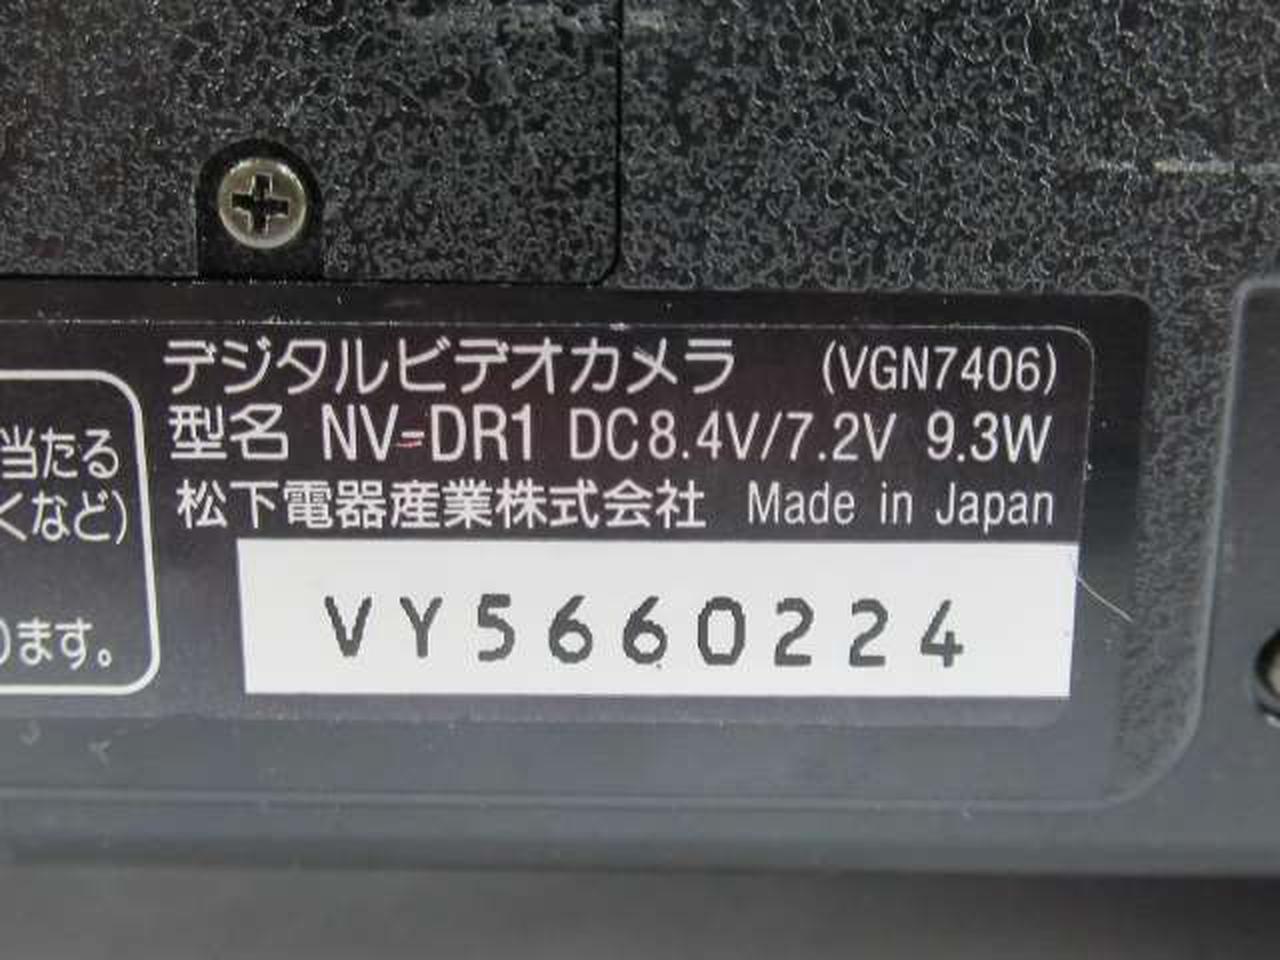 デジタルビデオカメラ (VGN7406)
型名 NV-DR1 DC8.4V/7.2V 9.3W
松下電器産業株式会社 Made in Japan
VY5660224
当たる
くなど)
ります。